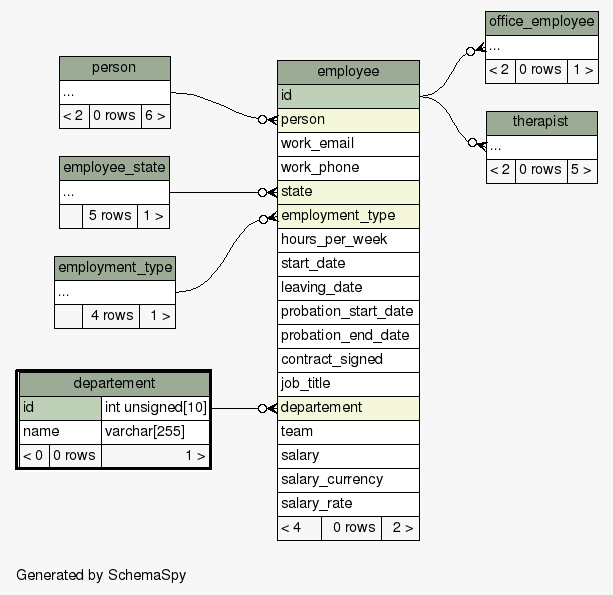 person
...
< 2 0 rows 6 >
employee_state
...
5 rows 1 >
employment_type
...
4 rows 1 >
departement
id int unsigned[10]
name varchar[255]
< 0 0 rows 1 >
employee
id
person
work_email
work_phone
state
employment_type
hours_per_week
start_date
leaving_date
probation_start_date
probation_end_date
contract_signed
job_title
departement
team
salary
salary_currency
salary_rate
< 4 0 rows 2 >
office_employee
...
< 2 0 rows 1 >
therapist
...
< 2 0 rows 5 >
Generated by SchemaSpy